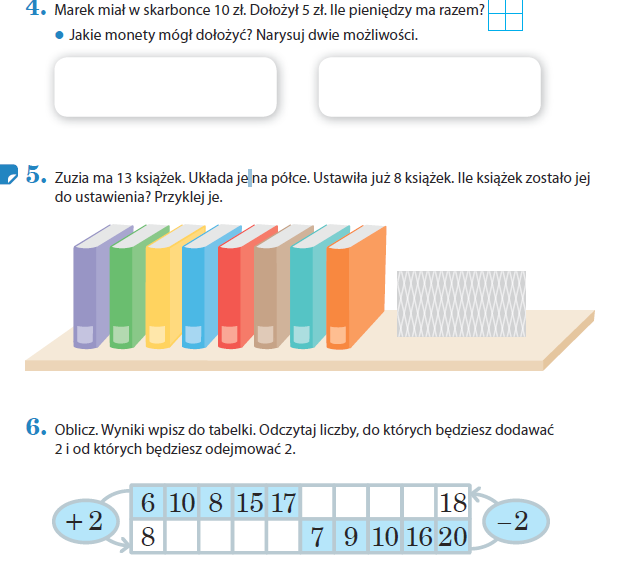 4. Marek miał w skarbonce 10 zł. Dołożył 5 zł. Ile pieniędzy ma razem?
• Jakie monety mógł dołożyć? Narysuj dwie możliwości.
5. Zuzia ma 13 książek. Układa je na półce. Ustawiła już 8 książek. Ile książek zostało jej
do ustawienia? Przyklej je.
6. Oblicz. Wyniki wpisz do tabelki. Odczytaj liczby, do których będziesz dodawać
2 i od których będziesz odejmować 2.
+2
6 10 8 15 17 18
8 7 9 10 16 20
–2